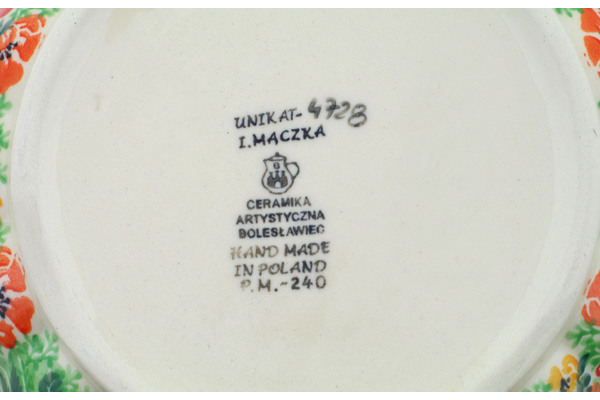 UNIKAT-4728
I.MĄCZKA
B
CERAMIKA
ARTYSTYCZNA
BOLESŁAWIEC
HAND MADE
IN POLAND
P.M.-240